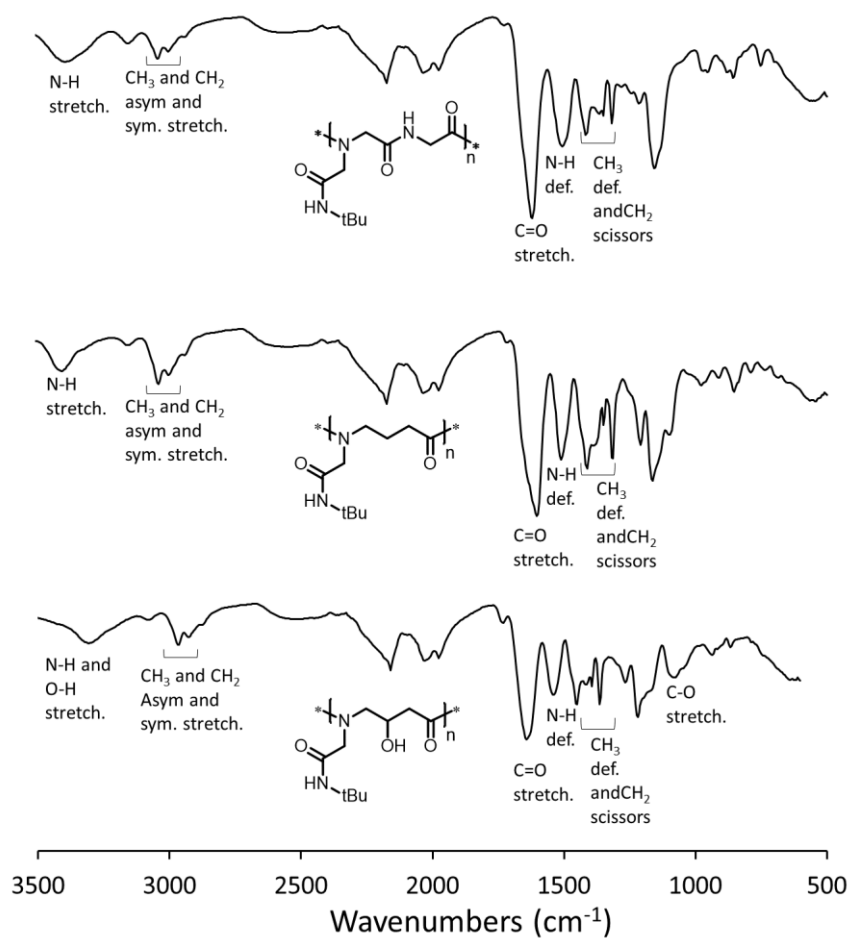 N-H
stretch.
CH3 and CH2
asym and
sym. stretch.
* N
H
N
O
O
n
*
O
HN
tBu
C=O
stretch.
N-H
def.
CH3
def.
andCH2
scissors
N-H
stretch.
CH3 and CH2
asym and
sym. stretch.
* N
O
n
*
O
HN
tBu
C=O
stretch.
N-H
def.
CH3
def.
andCH2
scissors
N-H and
O-H
stretch.
CH3 and CH2
Asym and
sym. stretch.
* N
OH
O
n
*
O
HN
tBu
C=O
stretch.
N-H
def.
CH3
def.
andCH2
scissors
C-O
stretch.
3500 3000 2500 2000 1500 1000 500
Wavenumbers (cm-1)